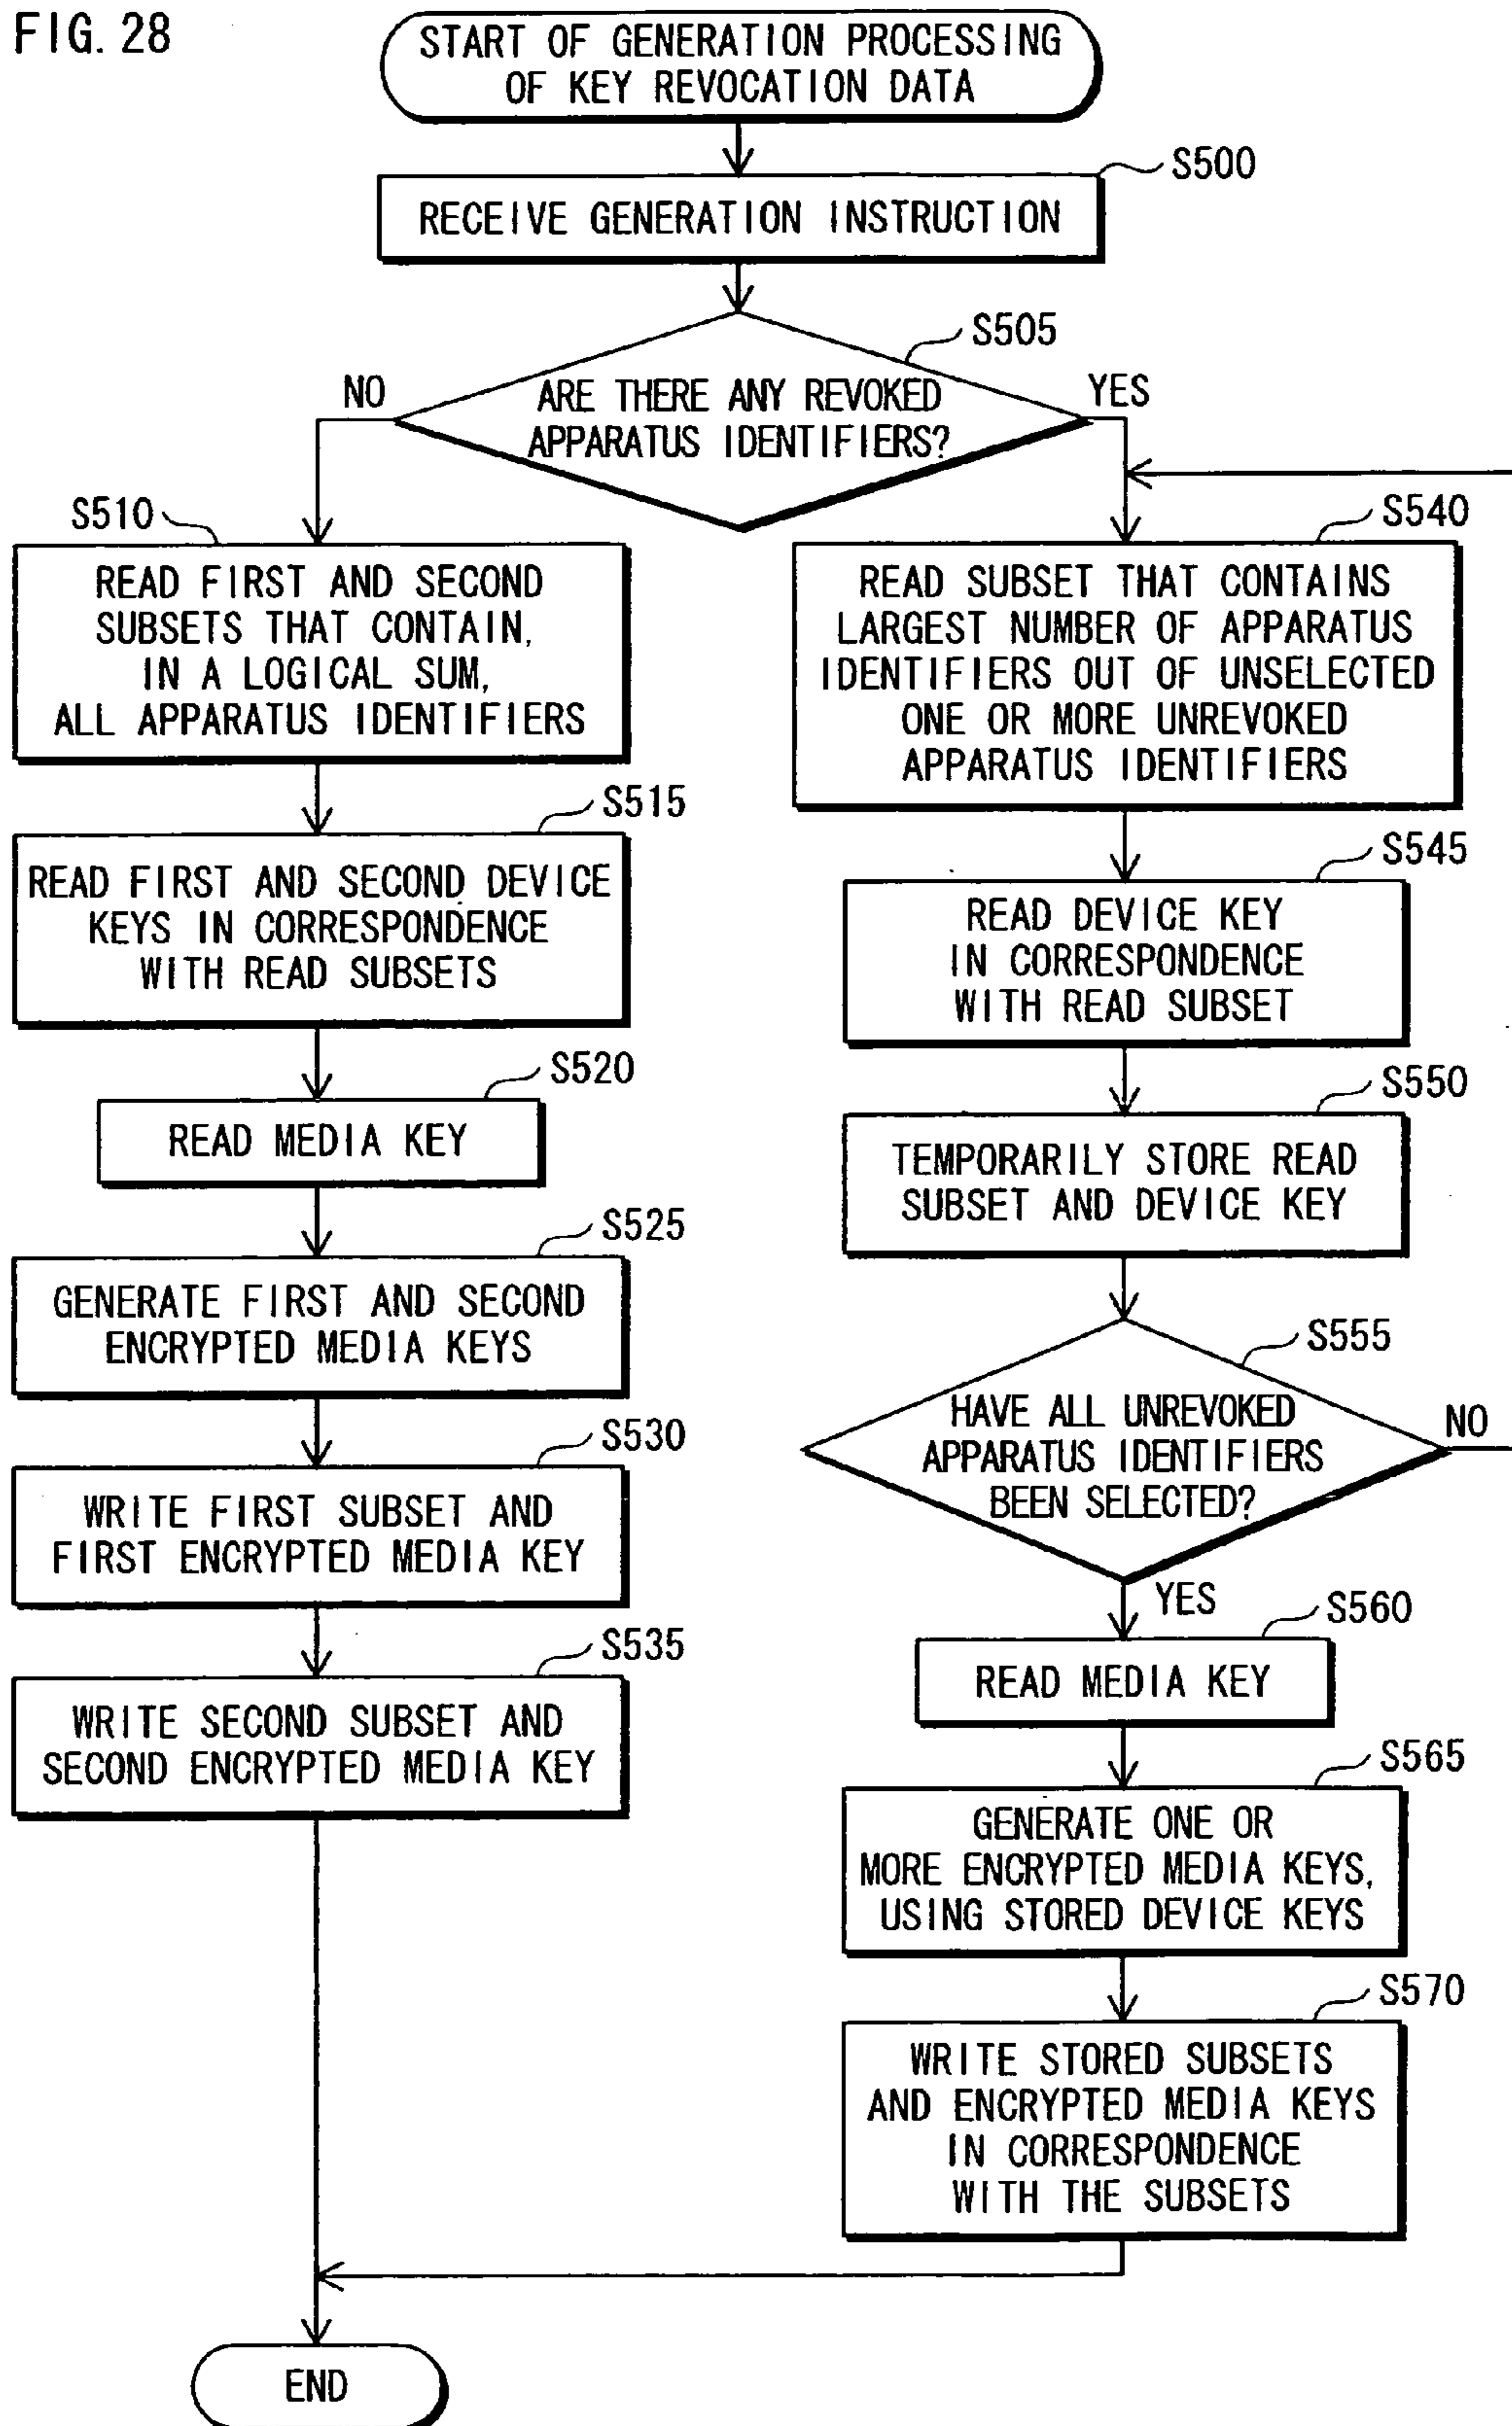 FIG. 28
START OF GENERATION PROCESSING
OF KEY REVOCATION DATA
S500
RECEIVE GENERATION INSTRUCTION
S505
ARE THERE ANY REVOKED
APPARATUS IDENTIFIERS?
NO
YES
S510
READ FIRST AND SECOND
SUBSETS THAT CONTAIN,
IN A LOGICAL SUM,
ALL APPARATUS IDENTIFIERS
S515
READ FIRST AND SECOND DEVICE
KEYS IN CORRESPONDENCE
WITH READ SUBSETS
S520
READ MEDIA KEY
S525
GENERATE FIRST AND SECOND
ENCRYPTED MEDIA KEYS
S530
WRITE FIRST SUBSET AND
FIRST ENCRYPTED MEDIA KEY
S535
WRITE SECOND SUBSET AND
SECOND ENCRYPTED MEDIA KEY
S540
READ SUBSET THAT CONTAINS
LARGEST NUMBER OF APPARATUS
IDENTIFIERS OUT OF UNSELECTED
ONE OR MORE UNREVOKED
APPARATUS IDENTIFIERS
S545
READ DEVICE KEY
IN CORRESPONDENCE
WITH READ SUBSET
S550
TEMPORARILY STORE READ
SUBSET AND DEVICE KEY
S555
HAVE ALL UNREVOKED
APPARATUS IDENTIFIERS
BEEN SELECTED?
NO
YES
S560
READ MEDIA KEY
S565
GENERATE ONE OR
MORE ENCRYPTED MEDIA KEYS,
USING STORED DEVICE KEYS
S570
WRITE STORED SUBSETS
AND ENCRYPTED MEDIA KEYS
IN CORRESPONDENCE
WITH THE SUBSETS
END